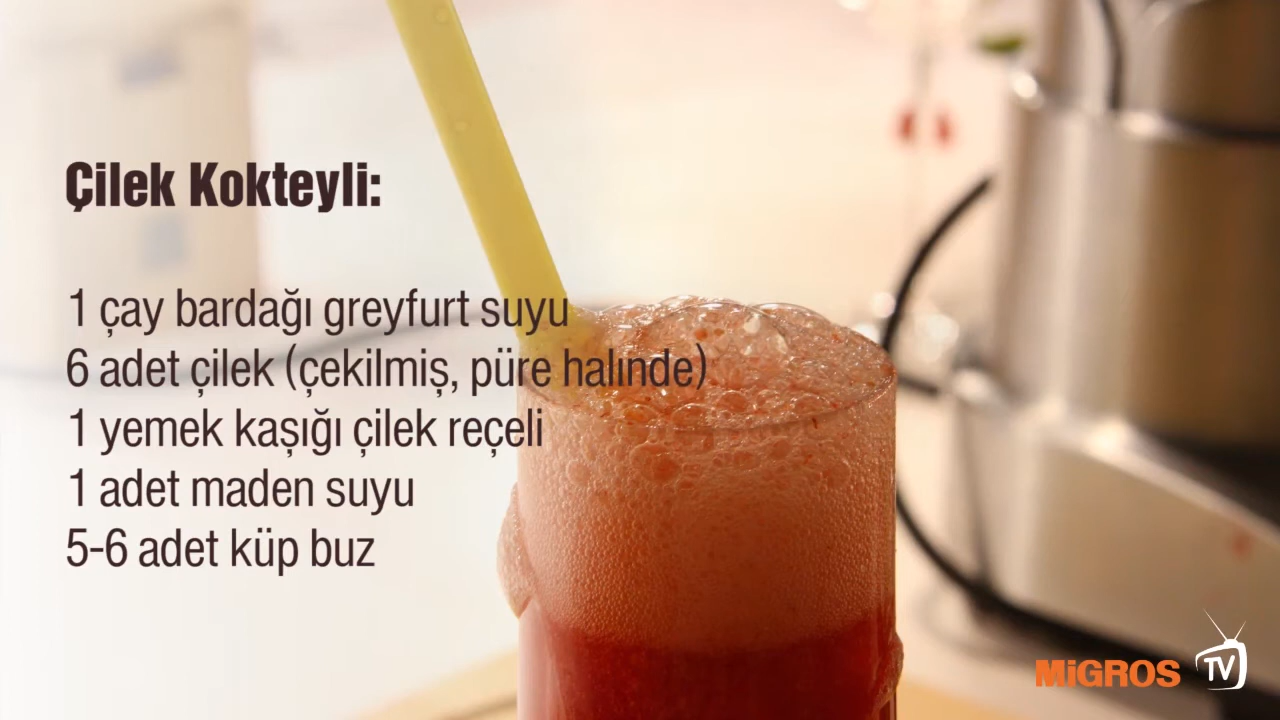 Çilek Kokteyli:
1 çay bardağı greyfurt suyu
6 adet çilek (çekilmiş, püre halınde)
1 yemek kaşığı çilek reçeli
1 adet maden suyu
5-6 adet küp buz
MiGROS TV